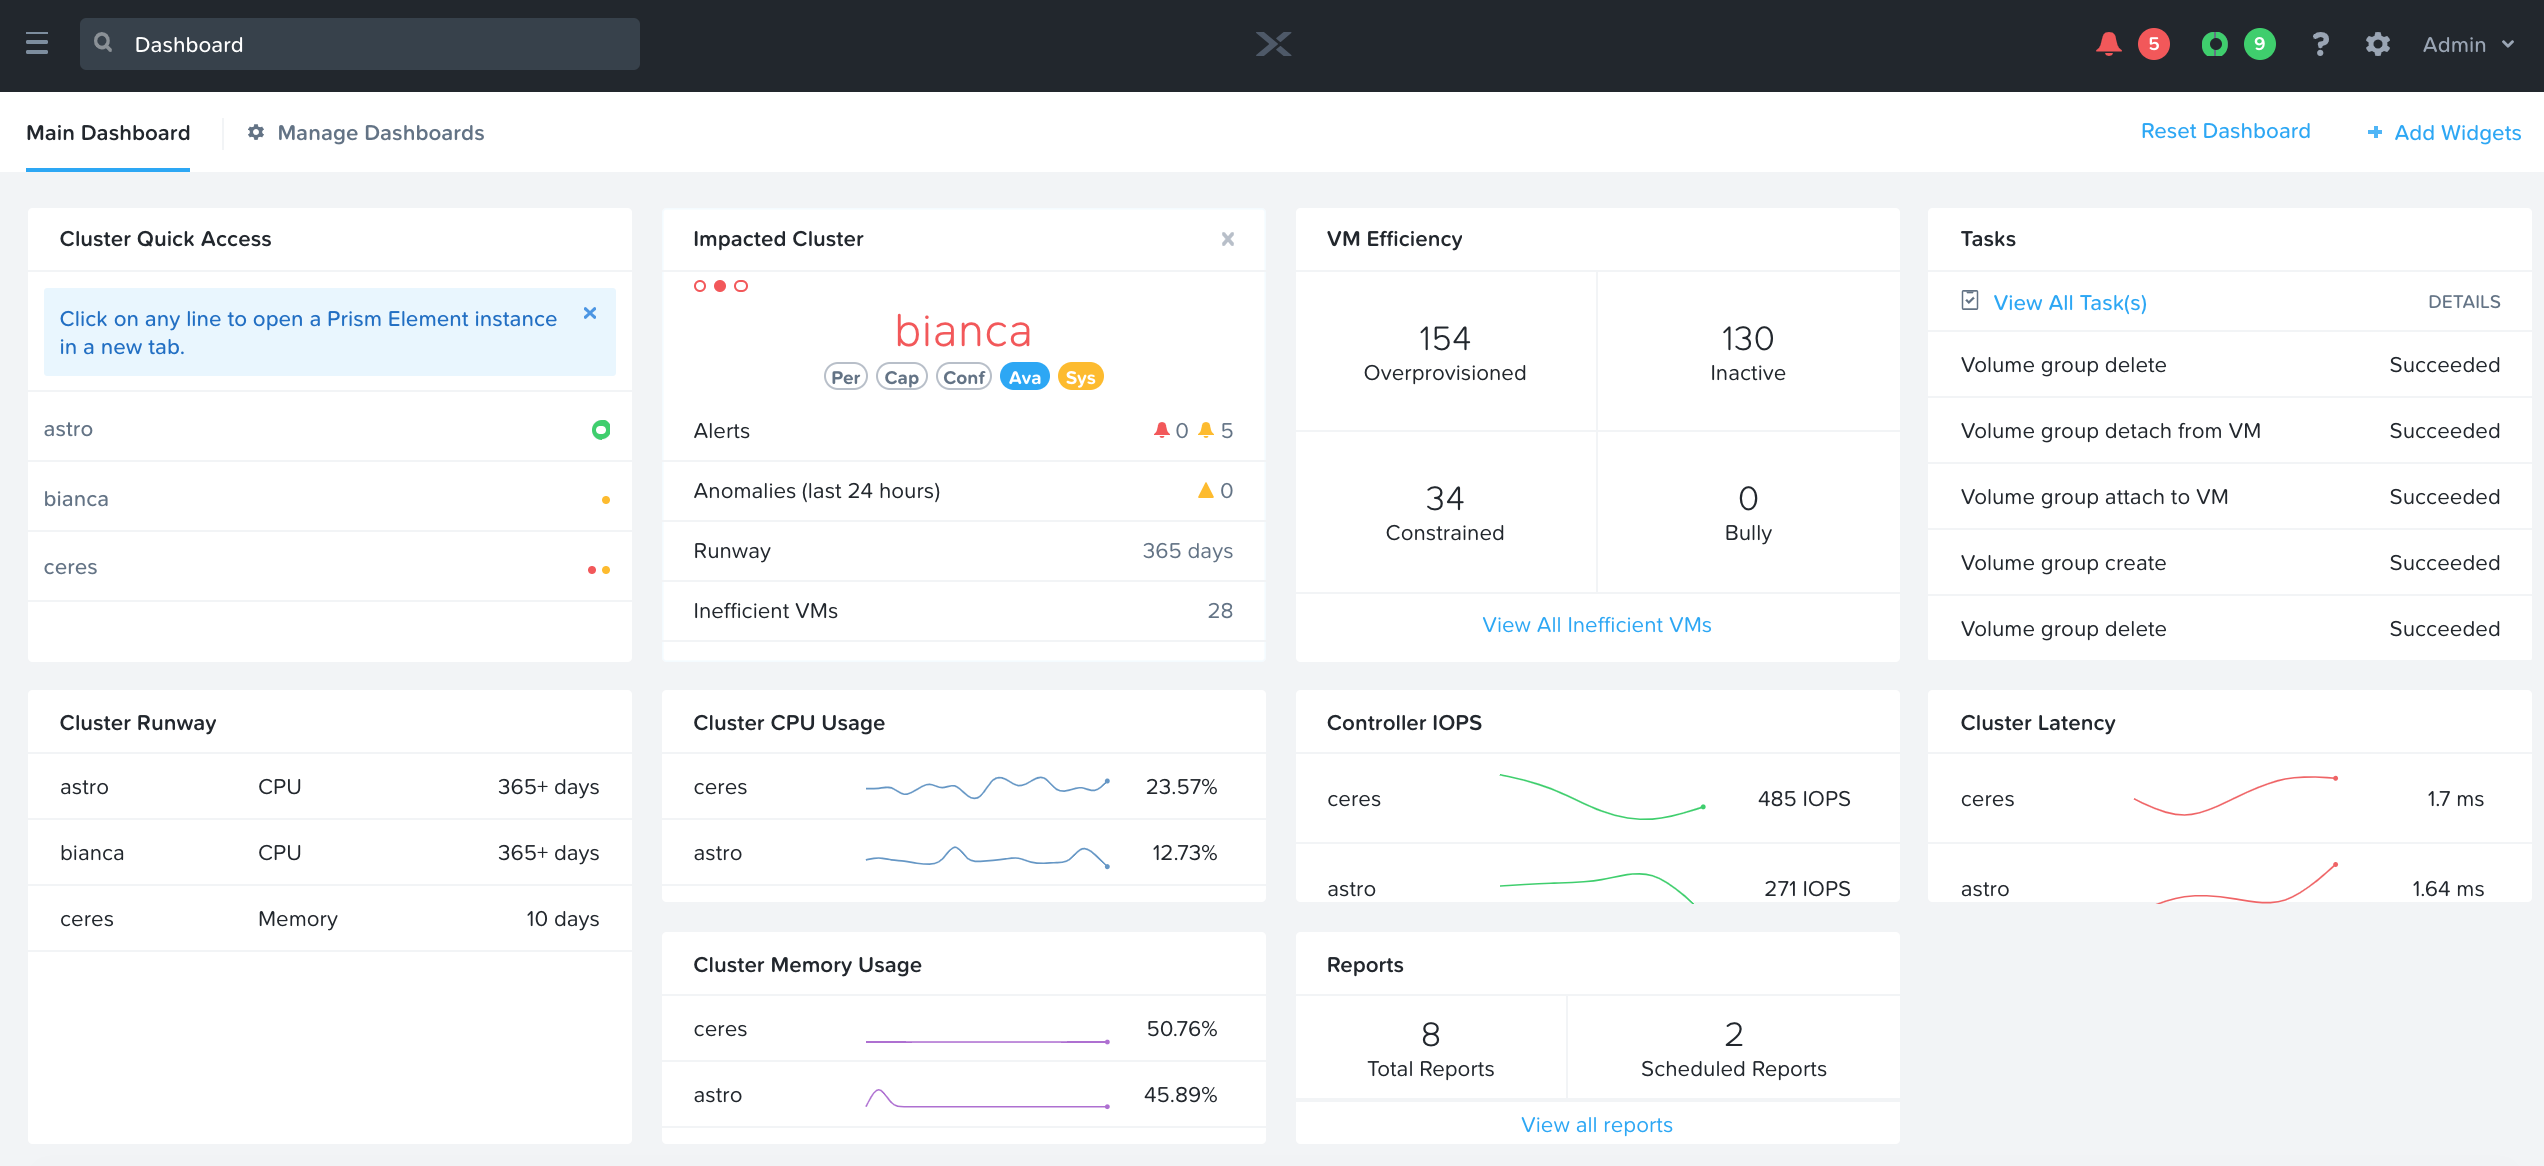 Dashboard
5
9
?
Admin
Main Dashboard
Manage Dashboards
Reset Dashboard
+ Add Widgets
Cluster Quick Access
Click on any line to open a Prism Element instance
in a new tab.
astro
bianca
ceres
Impacted Cluster
bianca
Per Cap Conf Ava Sys
Alerts 0 5
Anomalies (last 24 hours) 0
Runway 365 days
Inefficient VMs 28
VM Efficiency
154
Overprovisioned
130
Inactive
34
Constrained
0
Bully
View All Inefficient VMs
Tasks
View All Task(s) DETAILS
Volume group delete Succeeded
Volume group detach from VM Succeeded
Volume group attach to VM Succeeded
Volume group create Succeeded
Volume group delete Succeeded
Cluster Runway
astro CPU 365+ days
bianca CPU 365+ days
ceres Memory 10 days
Cluster CPU Usage
ceres 23.57%
astro 12.73%
Controller IOPS
ceres 485 IOPS
astro 271 IOPS
Cluster Latency
ceres 1.7 ms
astro 1.64 ms
Cluster Memory Usage
ceres 50.76%
astro 45.89%
Reports
8
Total Reports
2
Scheduled Reports
View all reports